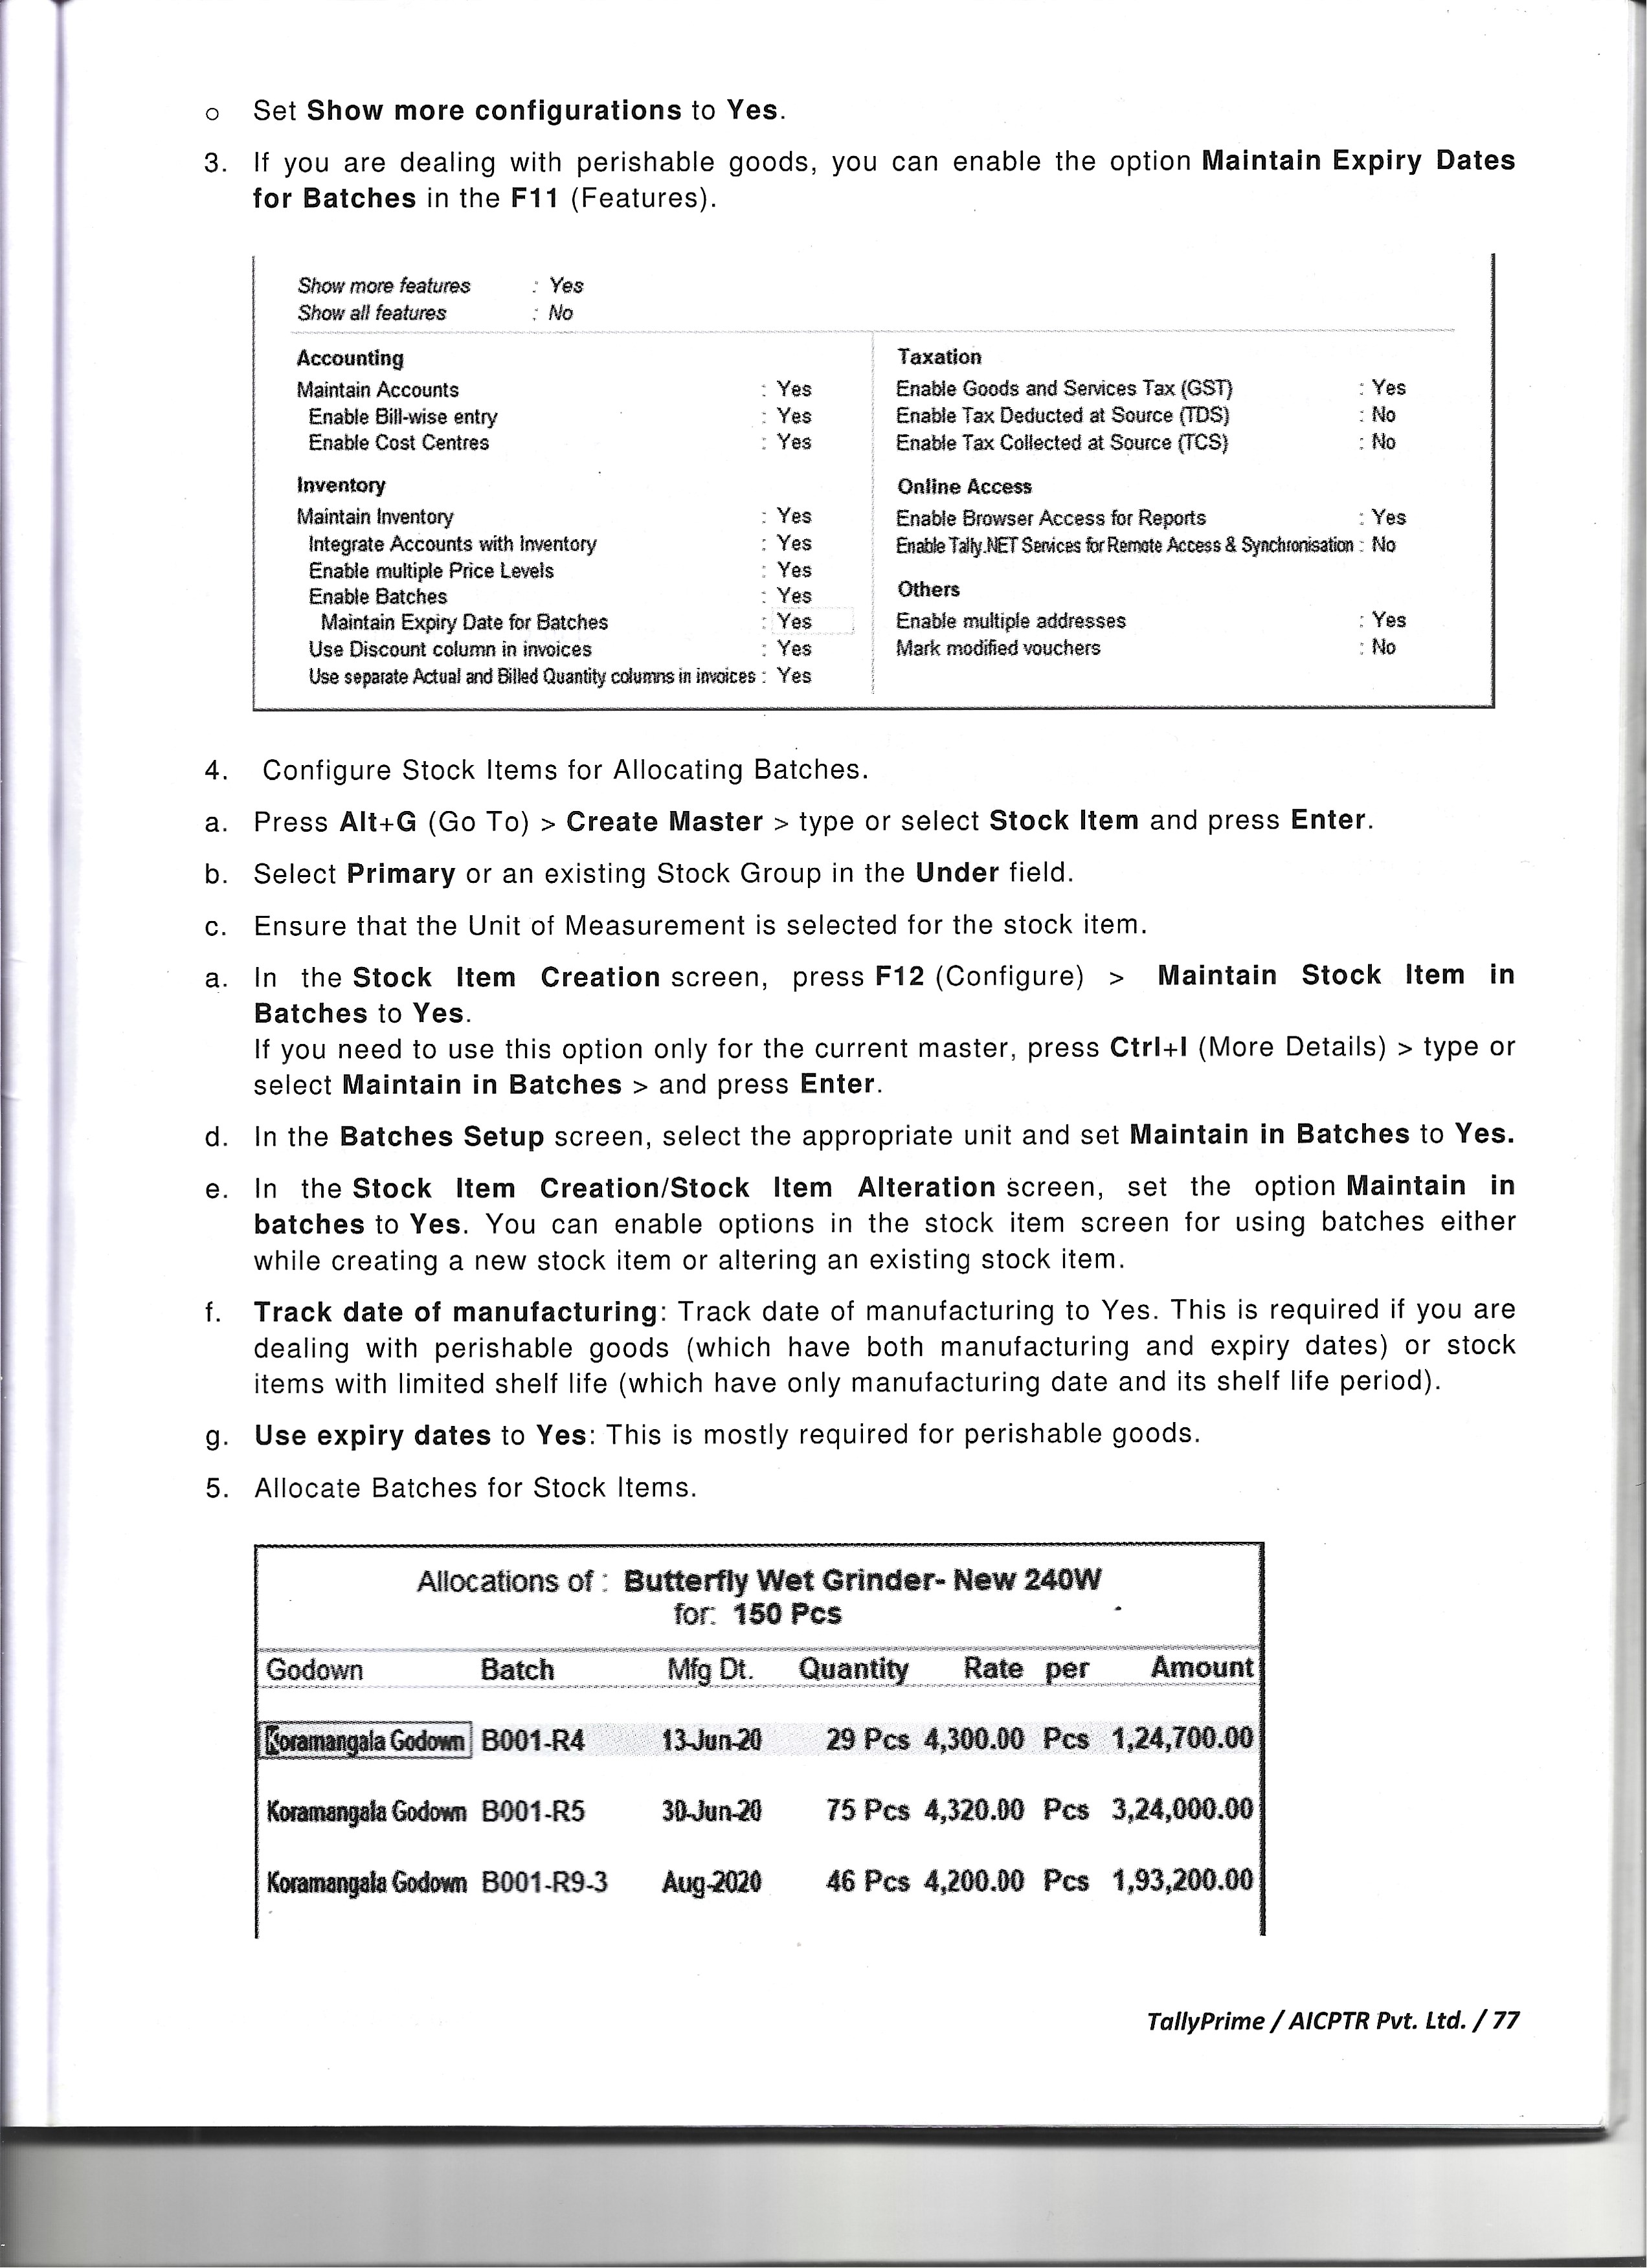 o Set Show more configurations to Yes.
3. If you are dealing with perishable goods, you can enable the option Maintain Expiry Dates
for Batches in the F11 (Features).
Show more features : Yes
Show all features : No
Accounting
Maintain Accounts : Yes
Enable Bill-wise entry : Yes
Enable Cost Centres : Yes
Inventory
Maintain Inventory : Yes
Integrate Accounts with Inventory : Yes
Enable multiple Price Levels : Yes
Enable Batches : Yes
Maintain Expiry Date for Batches : Yes
Use Discount column in invoices : Yes
Use separate Actual and Billed Quantity columns in invoices : Yes
Taxation
Enable Goods and Services Tax (GST) : Yes
Enable Tax Deducted at Source (TDS) : No
Enable Tax Collected at Source (TCS) : No
Online Access
Enable Browser Access for Reports : Yes
Enable Tally.NET Services for Remote Access & Synchronisation : No
Others
Enable multiple addresses : Yes
Mark modified vouchers : No
4. Configure Stock Items for Allocating Batches.
a. Press Alt+G (Go To) > Create Master > type or select Stock Item and press Enter.
b. Select Primary or an existing Stock Group in the Under field.
c. Ensure that the Unit of Measurement is selected for the stock item.
a. In the Stock Item Creation screen, press F12 (Configure) > Maintain Stock Item in
Batches to Yes.
If you need to use this option only for the current master, press Ctrl+I (More Details) > type or
select Maintain in Batches > and press Enter.
d. In the Batches Setup screen, select the appropriate unit and set Maintain in Batches to Yes.
e. In the Stock Item Creation/Stock Item Alteration screen, set the option Maintain in
batches to Yes. You can enable options in the stock item screen for using batches either
while creating a new stock item or altering an existing stock item.
f. Track date of manufacturing: Track date of manufacturing to Yes. This is required if you are
dealing with perishable goods (which have both manufacturing and expiry dates) or stock
items with limited shelf life (which have only manufacturing date and its shelf life period).
g. Use expiry dates to Yes: This is mostly required for perishable goods.
5. Allocate Batches for Stock Items.
Allocations of : Butterfly Wet Grinder- New 240W
for: 150 Pcs
Godown Batch Mfg Dt. Quantity Rate per Amount
Koramangala Godown B001-R4 13-Jun-20 29 Pcs 4,300.00 Pcs 1,24,700.00
Koramangala Godown B001-R5 30-Jun-20 75 Pcs 4,320.00 Pcs 3,24,000.00
Koramangala Godown B001-R9-3 Aug-2020 46 Pcs 4,200.00 Pcs 1,93,200.00
TallyPrime / AICPTR Pvt. Ltd. / 77